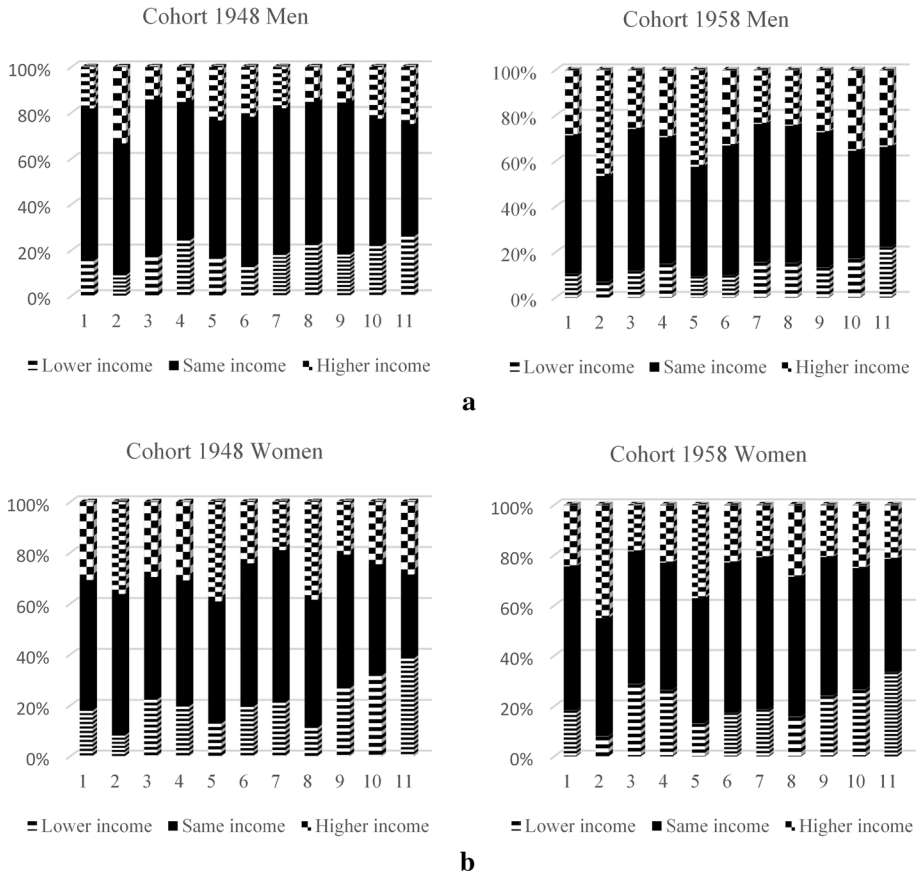 Cohort 1948 Men
100%
80%
60%
40%
20%
0%
1 2 3 4 5 6 7 8 9 10 11
Lower income Same income Higher income
Cohort 1958 Men
100%
80%
60%
40%
20%
0%
1 2 3 4 5 6 7 8 9 10 11
Lower income Same income Higher income
a
Cohort 1948 Women
100%
80%
60%
40%
20%
0%
1 2 3 4 5 6 7 8 9 10 11
Lower income Same income Higher income
Cohort 1958 Women
100%
80%
60%
40%
20%
0%
1 2 3 4 5 6 7 8 9 10 11
Lower income Same income Higher income
b